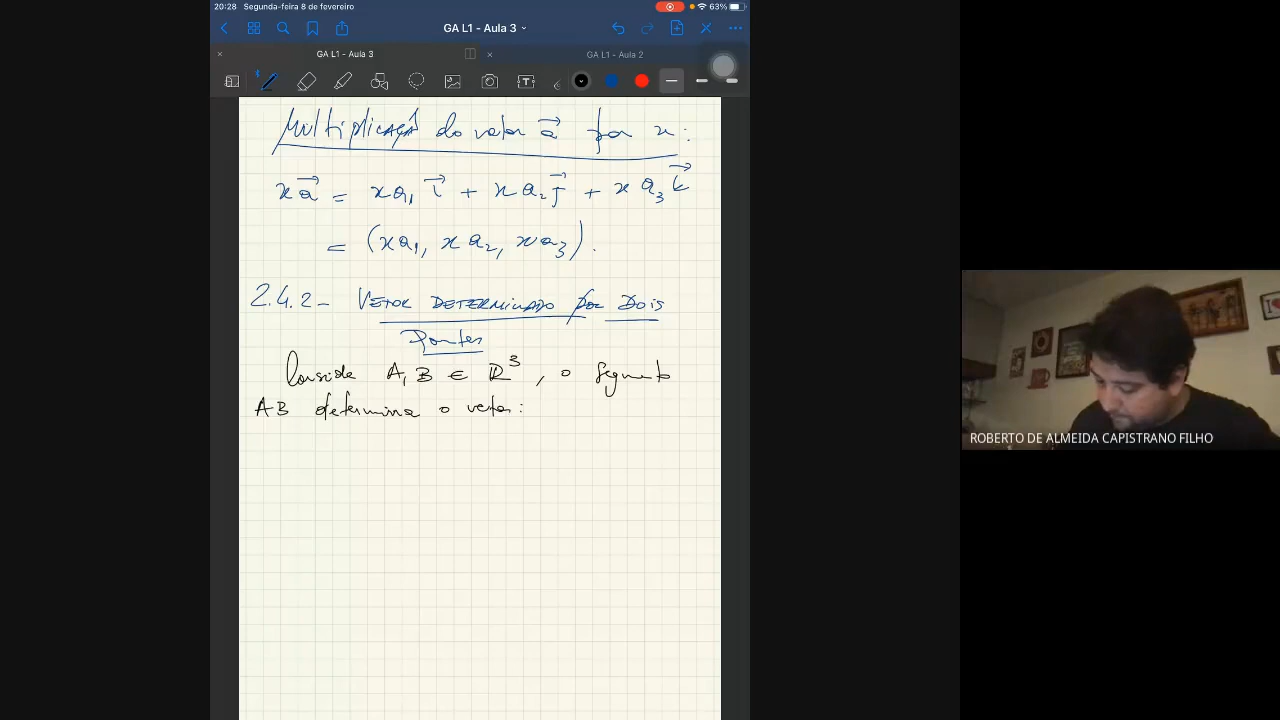 20:28 Segunda-feira 8 de fevereiro 63%
GA L1 - Aula 3
GA L1 - Aula 3 GA L1 - Aula 2
Multiplicação do vetor a⃗ por x:
xa⃗ = xa₁ i⃗ + xa₂ j⃗ + xa₃ k⃗
= (xa₁, xa₂, xa₃).
2.4.2 - VETOR DETERMINADO por DOIS
Pontos
Conside A, B ∈ ℝ³, o segmento
AB determina o vetor:
ROBERTO DE ALMEIDA CAPISTRANO FILHO